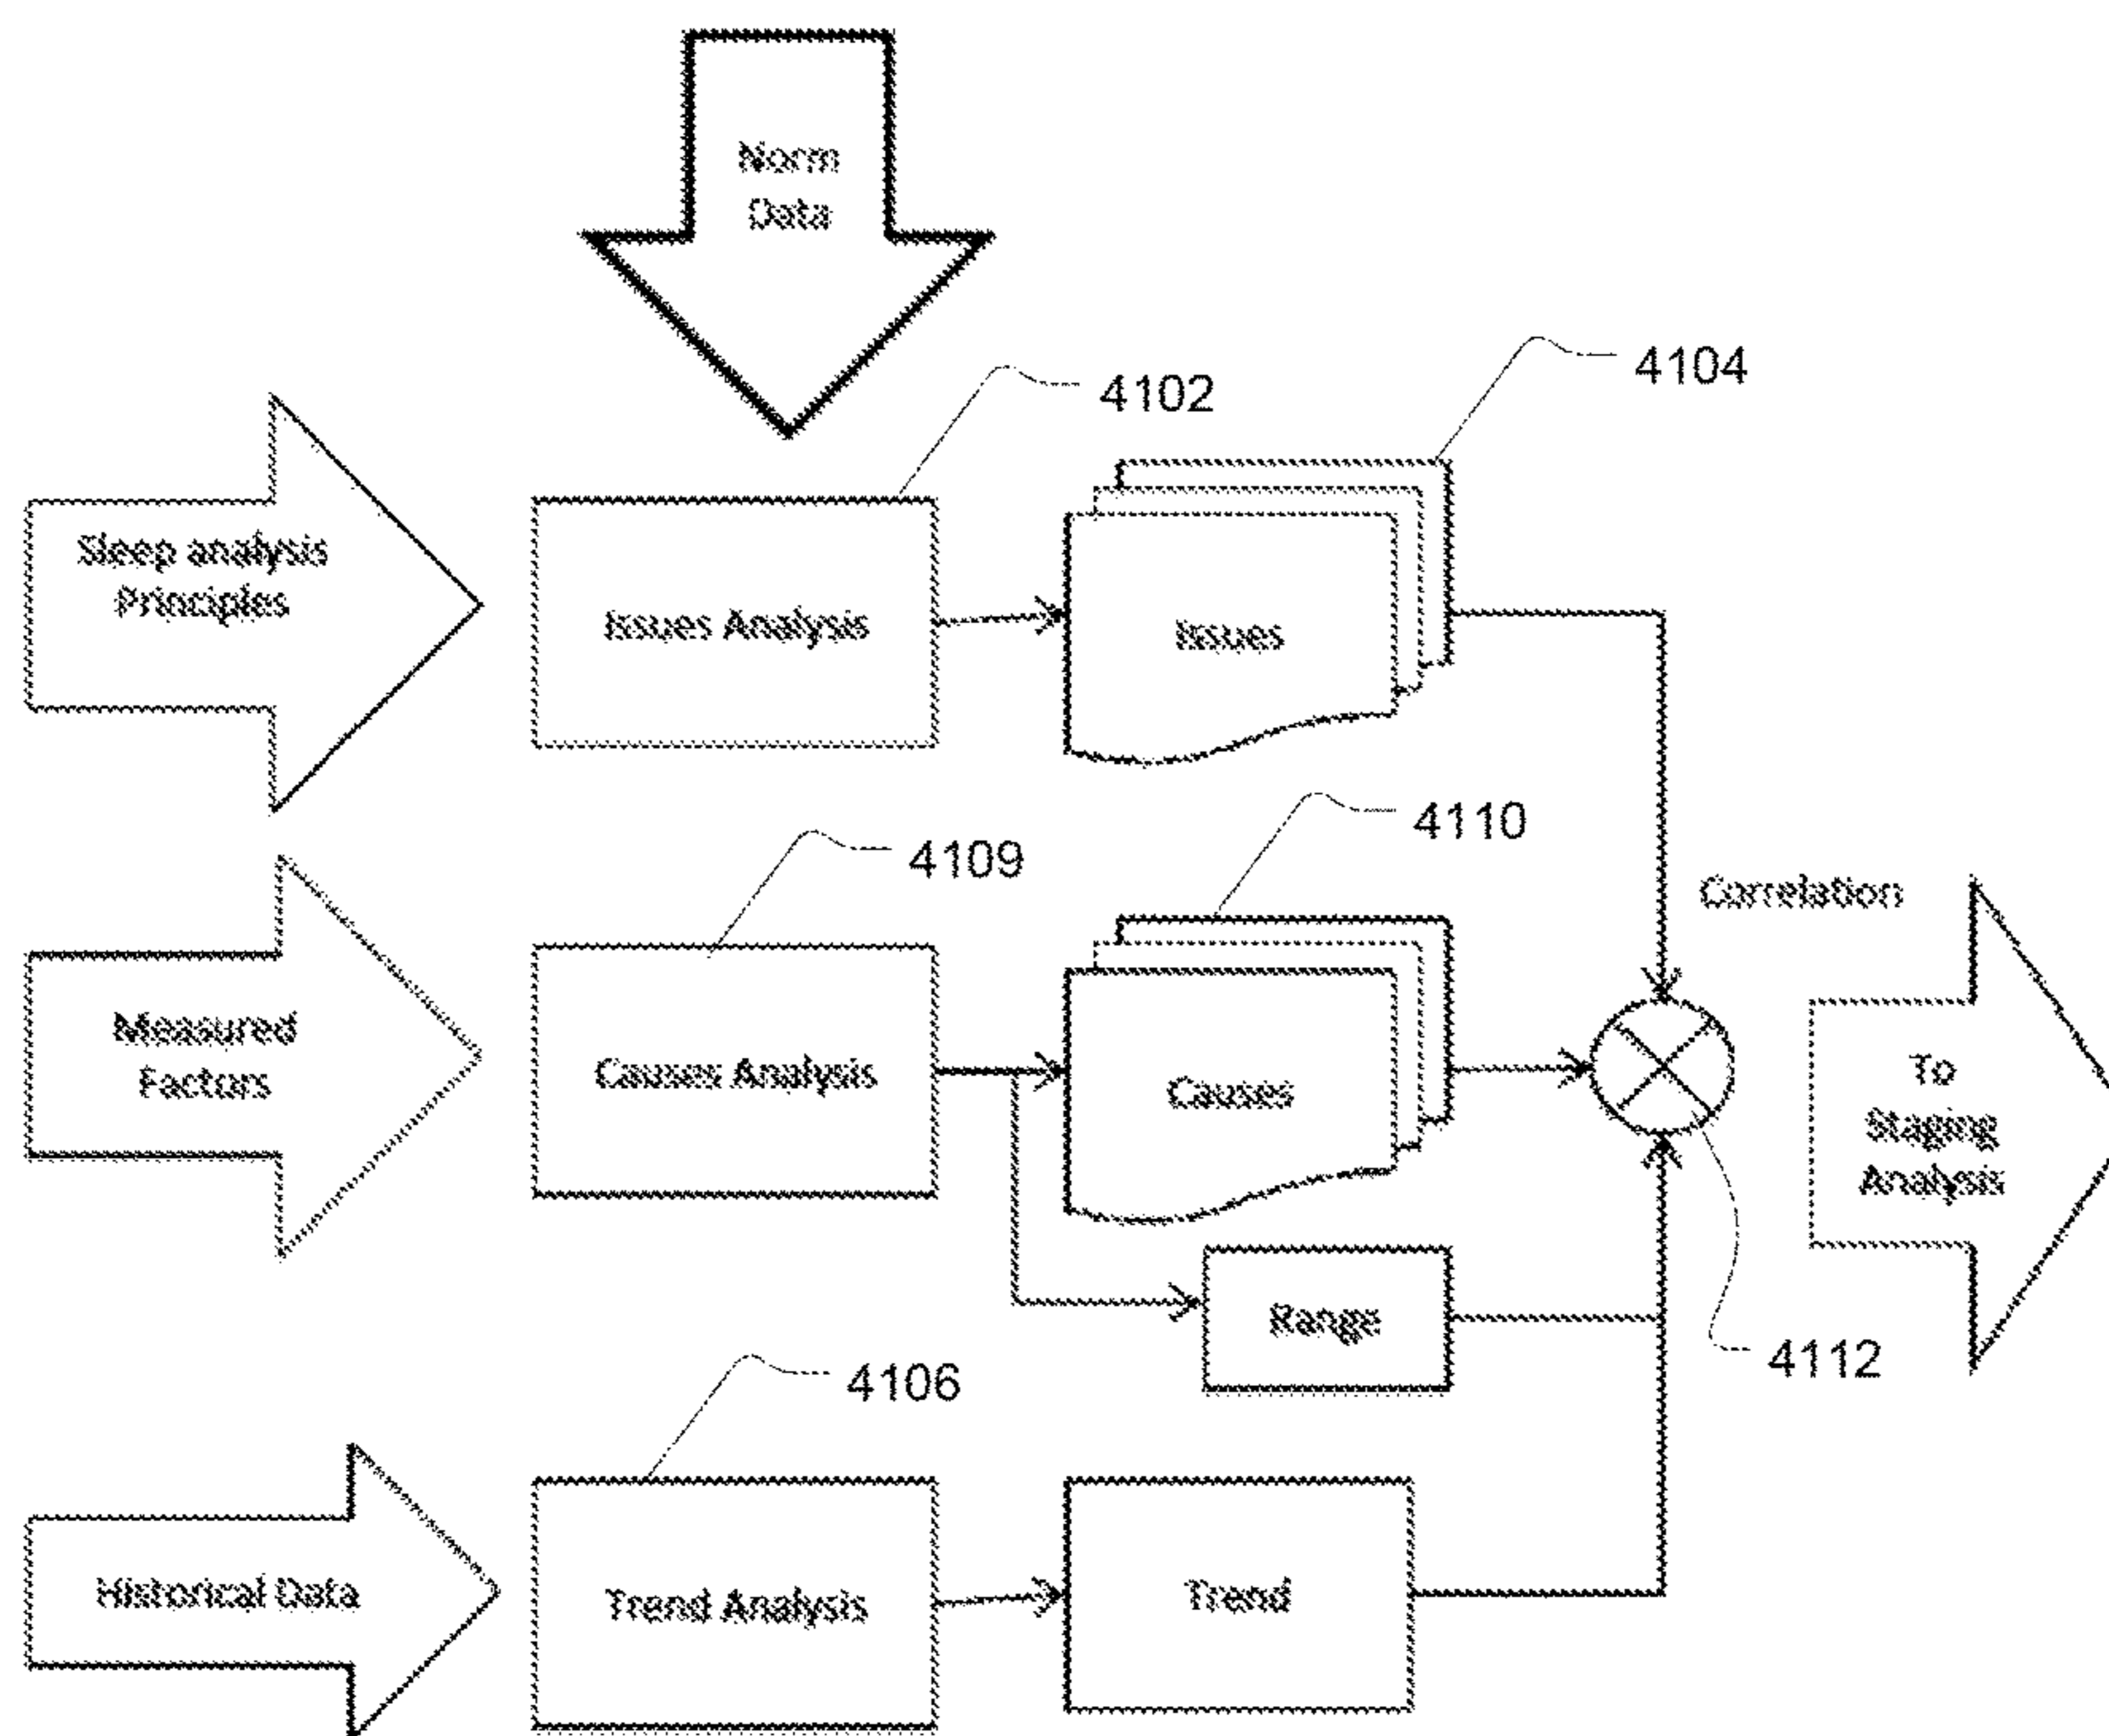 Norm
Data
4102
4104
Sleep analysis
Principles
Issues Analysis
Issues
4109
4110
Correlation
Measured
Factors
Causes Analysis
Causes
To
Staging
Analysis
Range
4112
4106
Historical Data
Trend Analysis
Trend